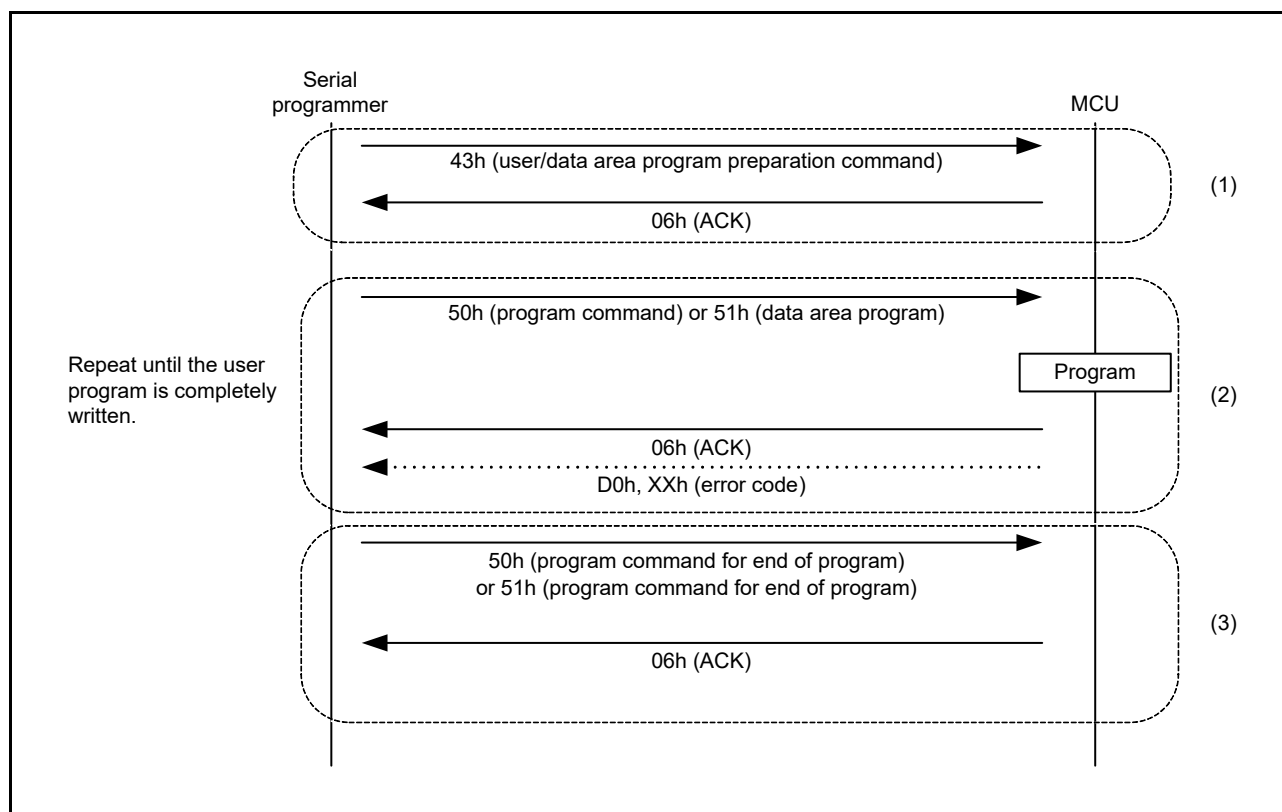 Serial
programmer
MCU
43h (user/data area program preparation command)
(1)
06h (ACK)
50h (program command) or 51h (data area program)
Repeat until the user
program is completely
written.
Program
(2)
06h (ACK)
D0h, XXh (error code)
50h (program command for end of program)
or 51h (program command for end of program)
(3)
06h (ACK)